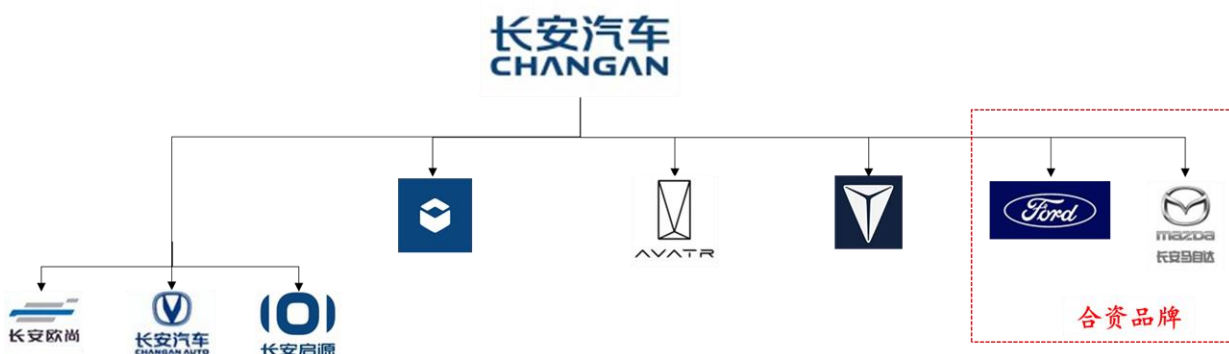 长安汽车
CHANGAN
AVATR
Ford
mazda
长安马自达
长安欧尚
长安汽车
CHANGAN AUTO
长安启源
合资品牌